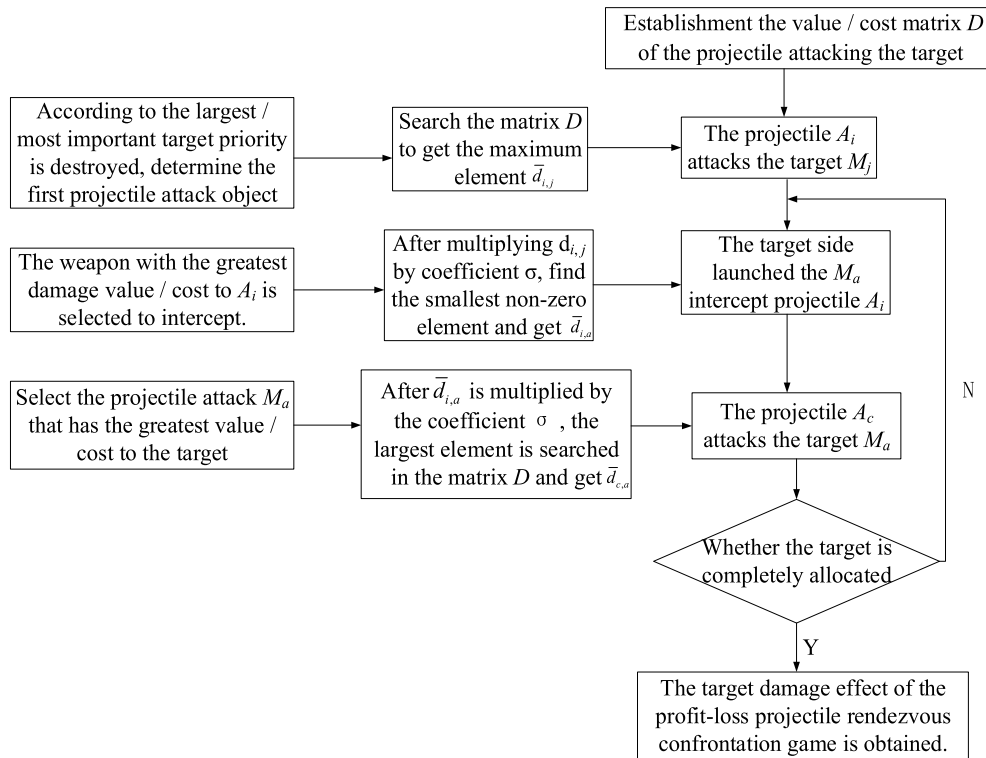 Establishment the value / cost matrix D
of the projectile attacking the target
According to the largest /
most important target priority
is destroyed, determine the
first projectile attack object
Search the matrix D
to get the maximum
element d̅i,j
The projectile Ai
attacks the target Mj
The weapon with the greatest
damage value / cost to Ai is
selected to intercept.
After multiplying di,j
by coefficient σ, find
the smallest non-zero
element and get d̅i,a
The target side
launched the Ma
intercept projectile Ai
Select the projectile attack Ma
that has the greatest value /
cost to the target
After d̅i,a is multiplied by
the coefficient σ , the
largest element is searched
in the matrix D and get d̅c,a
The projectile Ac
attacks the target Ma
N
Whether the target is
completely allocated
Y
The target damage effect of the
profit-loss projectile rendezvous
confrontation game is obtained.